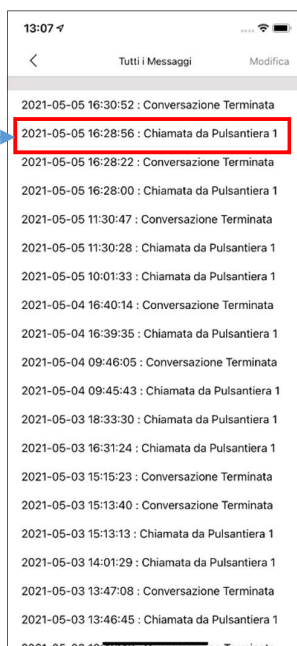 13:07
Tutti i Messaggi
Modifica
2021-05-05 16:30:52 : Conversazione Terminata
2021-05-05 16:28:56 : Chiamata da Pulsantiera 1
2021-05-05 16:28:22 : Conversazione Terminata
2021-05-05 16:28:00 : Chiamata da Pulsantiera 1
2021-05-05 11:30:47 : Conversazione Terminata
2021-05-05 11:30:28 : Chiamata da Pulsantiera 1
2021-05-05 10:01:33 : Chiamata da Pulsantiera 1
2021-05-04 16:40:14 : Conversazione Terminata
2021-05-04 16:39:35 : Chiamata da Pulsantiera 1
2021-05-04 09:46:05 : Conversazione Terminata
2021-05-04 09:45:43 : Chiamata da Pulsantiera 1
2021-05-03 18:33:30 : Chiamata da Pulsantiera 1
2021-05-03 16:31:24 : Chiamata da Pulsantiera 1
2021-05-03 15:15:23 : Conversazione Terminata
2021-05-03 15:13:40 : Conversazione Terminata
2021-05-03 15:13:13 : Chiamata da Pulsantiera 1
2021-05-03 14:01:29 : Chiamata da Pulsantiera 1
2021-05-03 13:47:08 : Conversazione Terminata
2021-05-03 13:46:45 : Chiamata da Pulsantiera 1